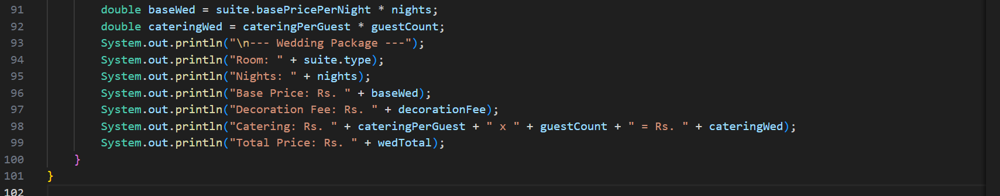 91 double baseWed = suite.basePricePerNight * nights;
92 double cateringWed = cateringPerGuest * guestCount;
93 System.out.println("\n--- Wedding Package ---");
94 System.out.println("Room: " + suite.type);
95 System.out.println("Nights: " + nights);
96 System.out.println("Base Price: Rs. " + baseWed);
97 System.out.println("Decoration Fee: Rs. " + decorationFee);
98 System.out.println("Catering: Rs. " + cateringPerGuest + " x " + guestCount + " = Rs. " + cateringWed);
99 System.out.println("Total Price: Rs. " + wedTotal);
100 }
101 }
102